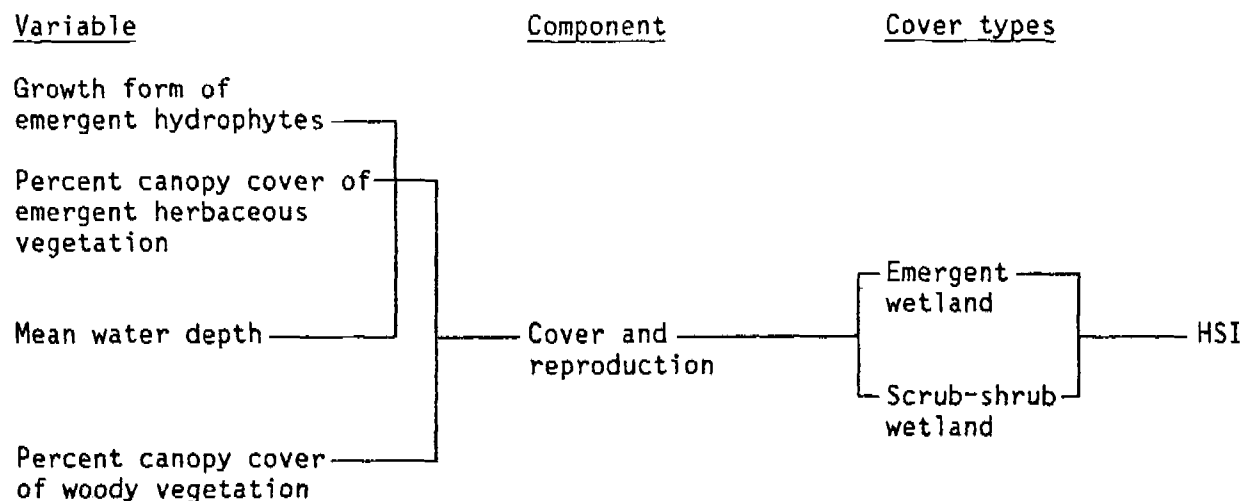 Variable Component Cover types
Growth form of
emergent hydrophytes
Percent canopy cover of
emergent herbaceous
vegetation
Mean water depth
Percent canopy cover
of woody vegetation
Cover and
reproduction
Emergent
wetland
Scrub-shrub
wetland
HSI